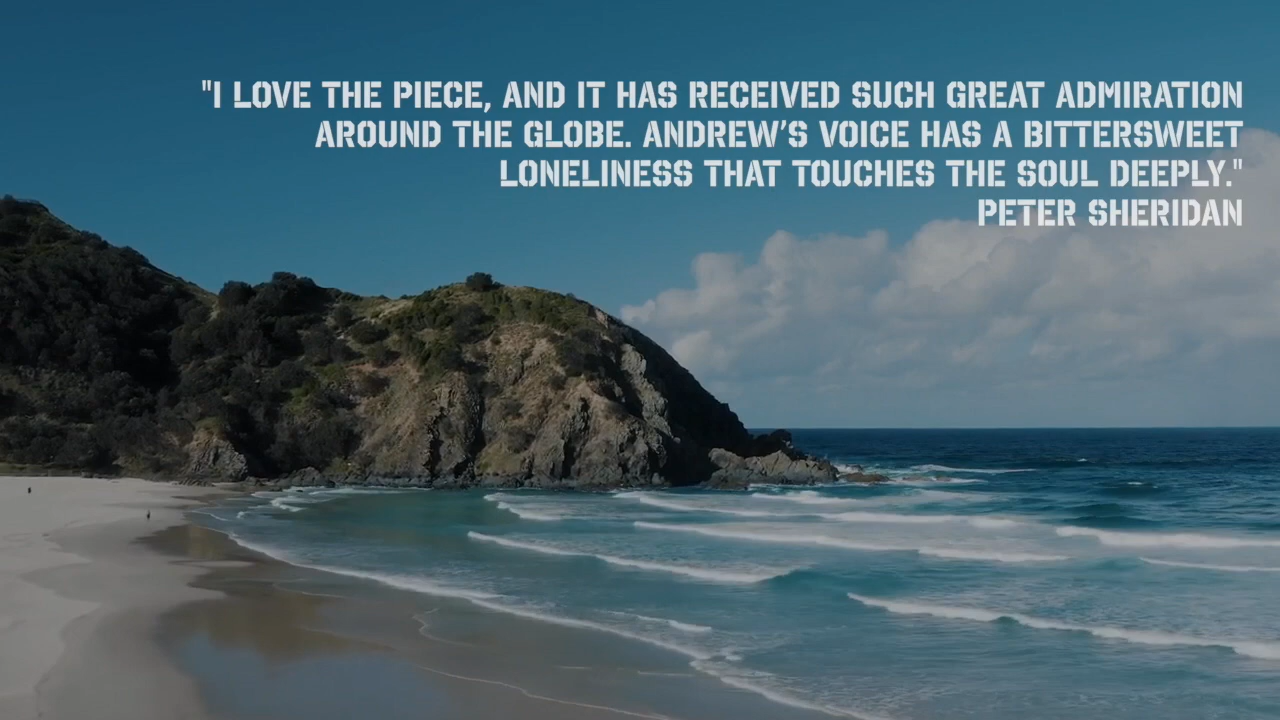 "I LOVE THE PIECE, AND IT HAS RECEIVED SUCH GREAT ADMIRATION
AROUND THE GLOBE. ANDREW'S VOICE HAS A BITTERSWEET
LONELINESS THAT TOUCHES THE SOUL DEEPLY."
PETER SHERIDAN